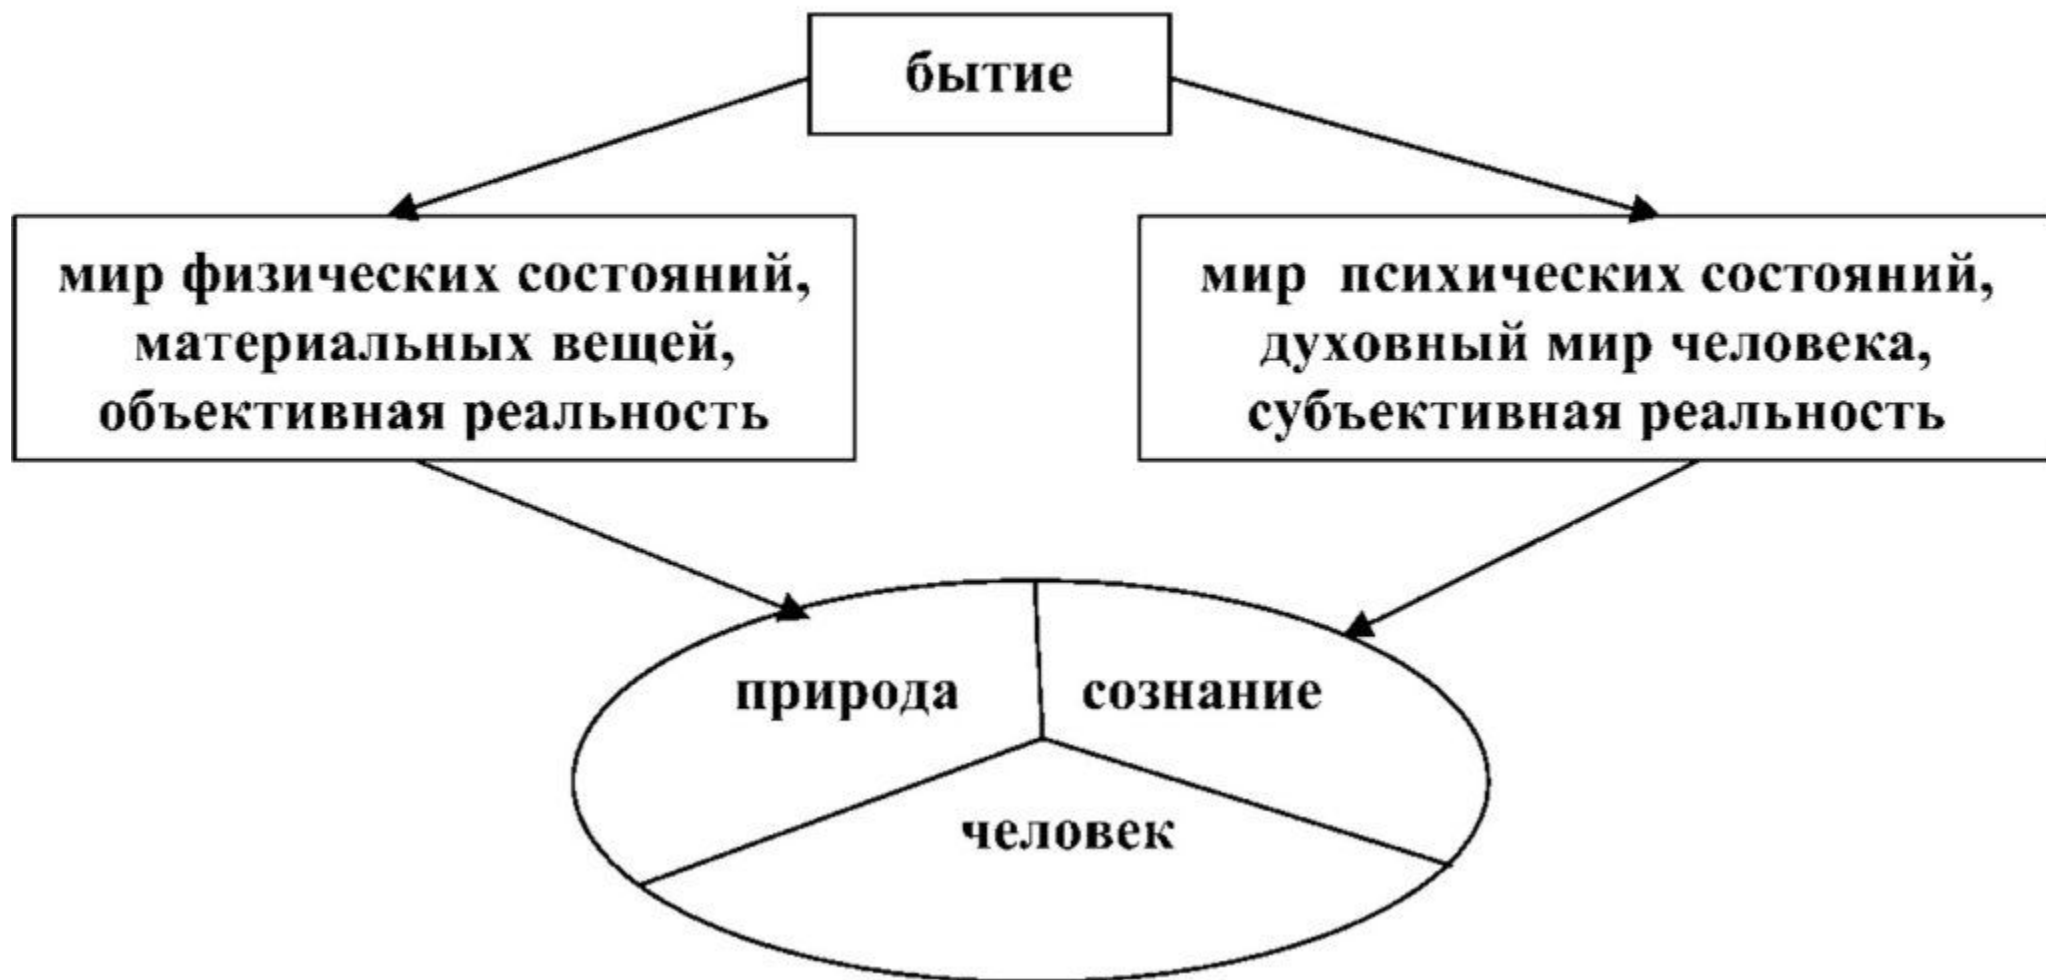 бытие
мир физических состояний,
материальных вещей,
объективная реальность
мир психических состояний,
духовный мир человека,
субъективная реальность
природа
сознание
человек